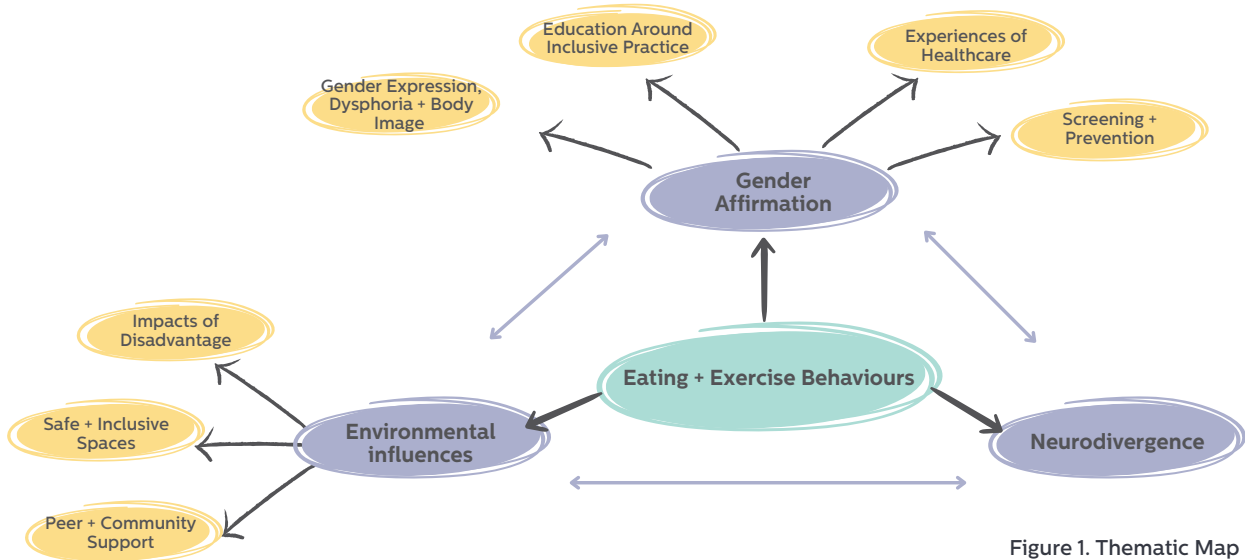 Education Around
Inclusive Practice
Experiences of
Healthcare
Gender Expression,
Dysphoria + Body
Image
Screening +
Prevention
Gender
Affirmation
Impacts of
Disadvantage
Eating + Exercise Behaviours
Safe + Inclusive
Spaces
Environmental
influences
Neurodivergence
Peer + Community
Support
Figure 1. Thematic Map